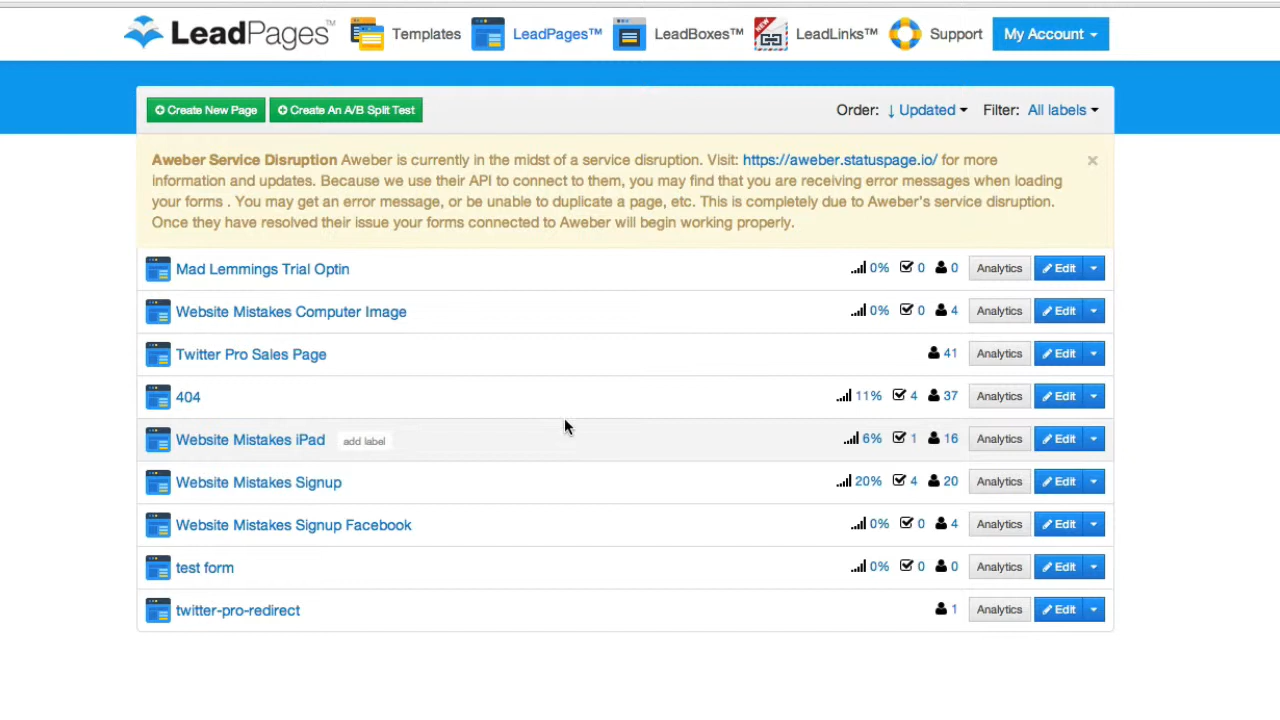 LeadPages™ Templates LeadPages™ LeadBoxes™ NEW LeadLinks™ Support My Account
Create New Page Create An A/B Split Test Order: ↓ Updated Filter: All labels
Aweber Service Disruption Aweber is currently in the midst of a service disruption. Visit: https://aweber.statuspage.io/ for more ×
information and updates. Because we use their API to connect to them, you may find that you are receiving error messages when loading
your forms . You may get an error message, or be unable to duplicate a page, etc. This is completely due to Aweber's service disruption.
Once they have resolved their issue your forms connected to Aweber will begin working properly.
Mad Lemmings Trial Optin 0% 0 0 Analytics Edit
Website Mistakes Computer Image 0% 0 4 Analytics Edit
Twitter Pro Sales Page 41 Analytics Edit
404 11% 4 37 Analytics Edit
Website Mistakes iPad add label 6% 1 16 Analytics Edit
Website Mistakes Signup 20% 4 20 Analytics Edit
Website Mistakes Signup Facebook 0% 0 4 Analytics Edit
test form 0% 0 0 Analytics Edit
twitter-pro-redirect 1 Analytics Edit